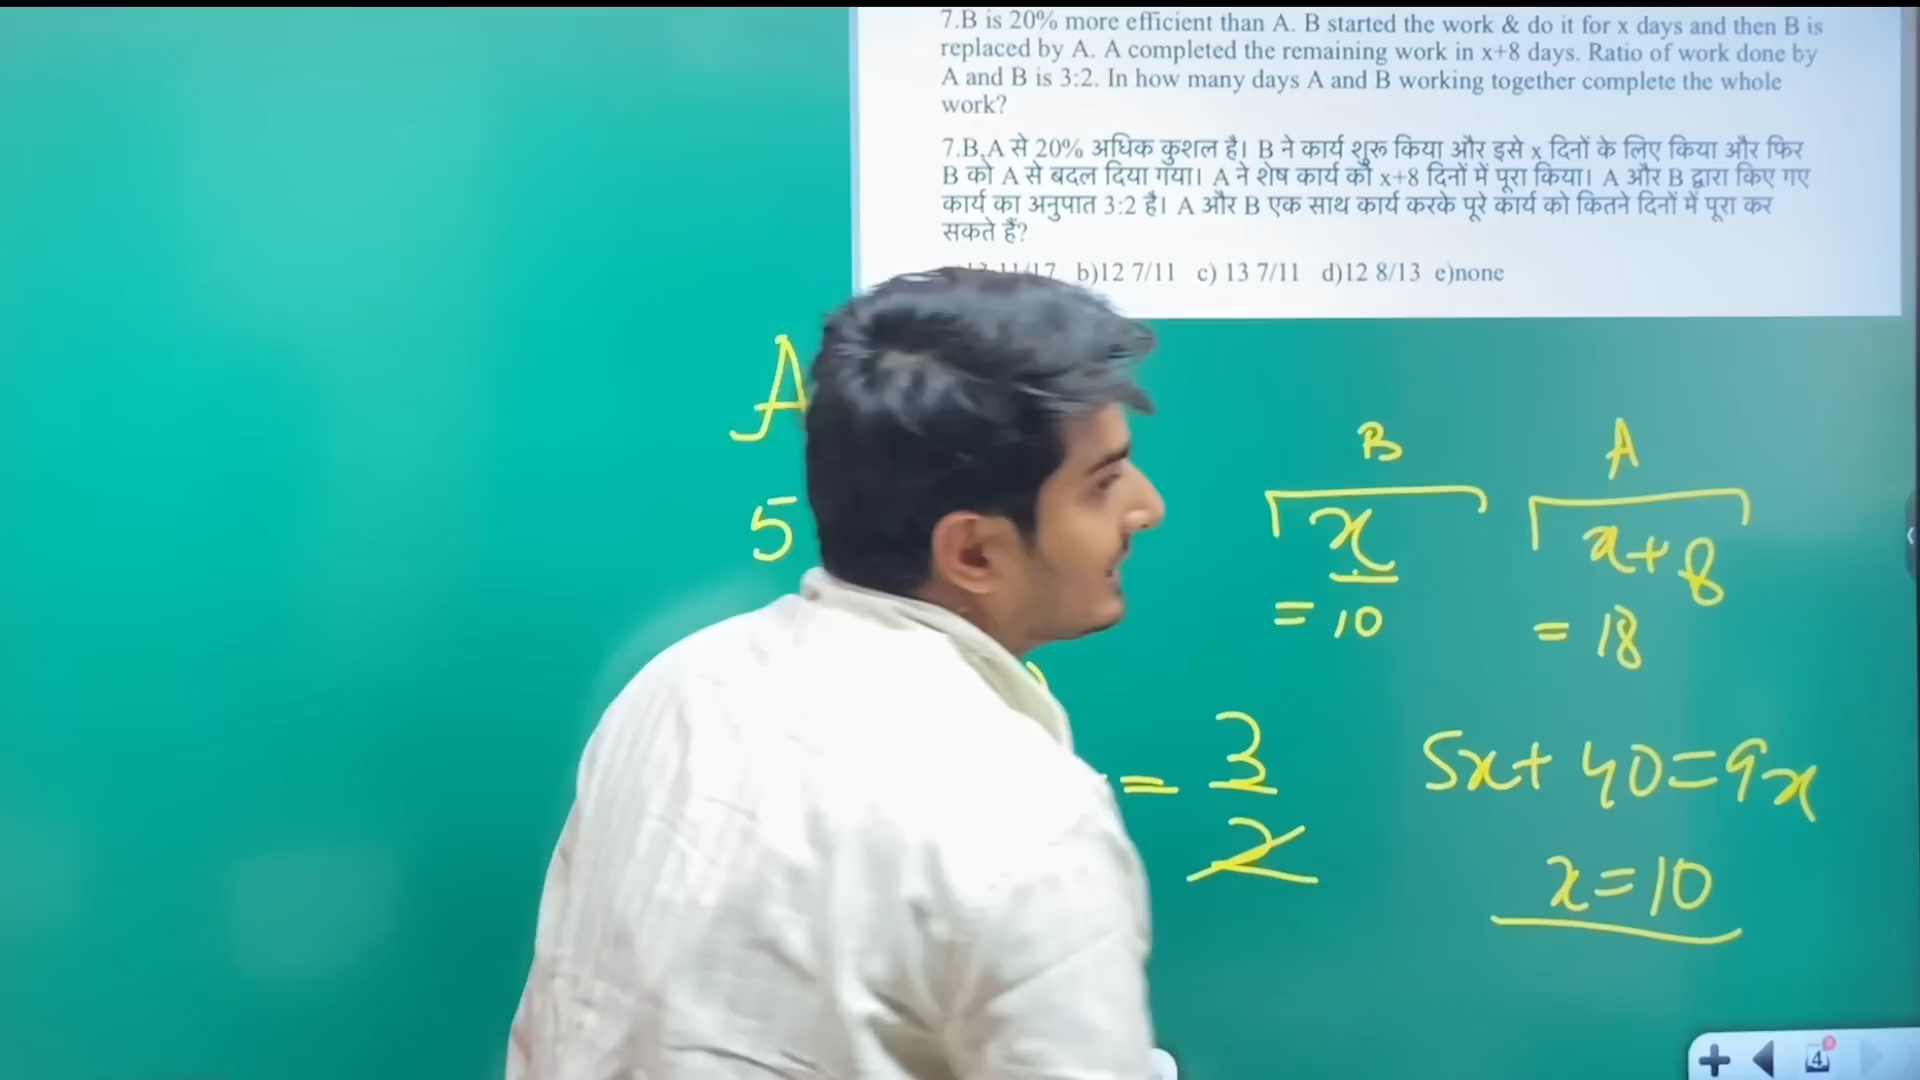 7.B is 20% more efficient than A. B started the work & do it for x days and then B is
replaced by A. A completed the remaining work in x+8 days. Ratio of work done by
A and B is 3:2. In how many days A and B working together complete the whole
work?
7.B,A से 20% अधिक कुशल है। B ने कार्य शुरू किया और इसे x दिनों के लिए किया और फिर
B को A से बदल दिया गया। A ने शेष कार्य को x+8 दिनों में पूरा किया। A और B द्वारा किए गए
कार्य का अनुपात 3:2 है। A और B एक साथ कार्य करके पूरे कार्य को कितने दिनों में पूरा कर
सकते हैं?
b)12 7/11 c) 13 7/11 d)12 8/13 e)none
A
B A
5
x x+8
= 10 = 18
= 3
2
5x+40=9x
x=10
4